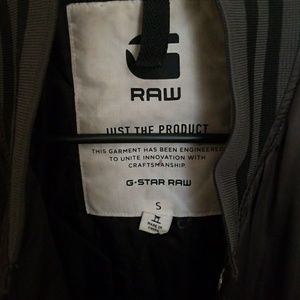 RAW
JUST THE PRODUCT
THIS GARMENT HAS BEEN ENGINEERED
TO UNITE INNOVATION WITH
CRAFTSMANSHIP.
G-STAR RAW
S